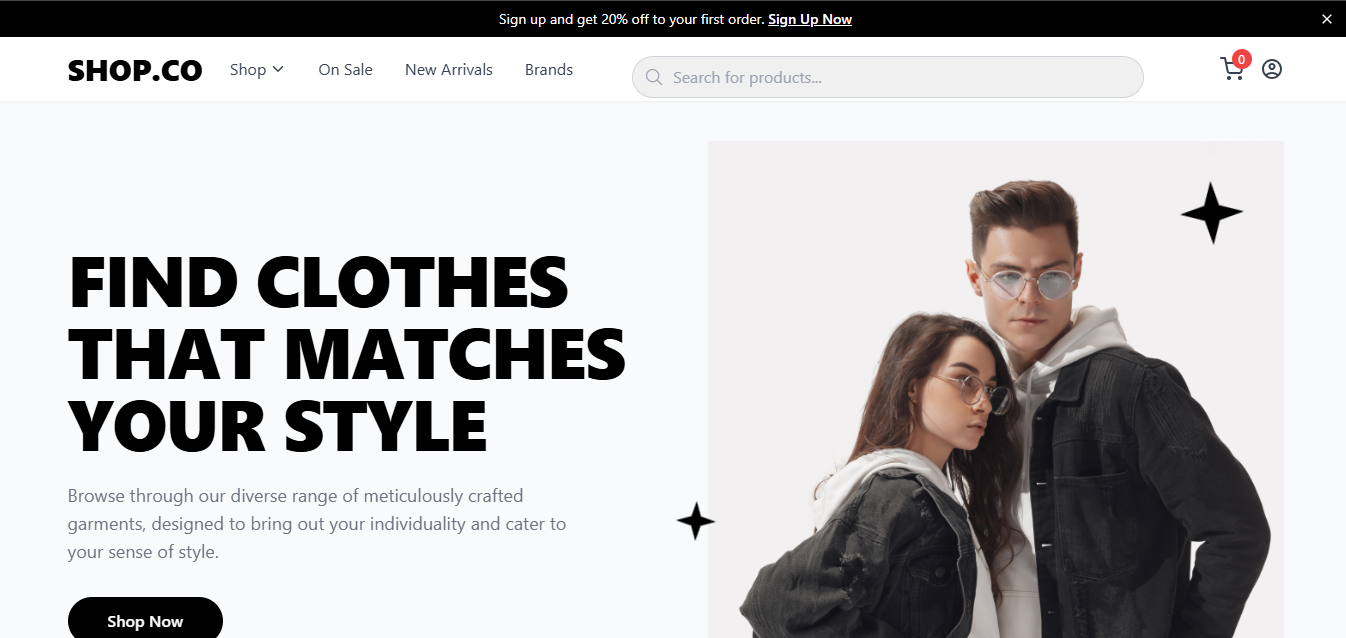 Sign up and get 20% off to your first order. Sign Up Now
SHOP.CO
Shop
On Sale
New Arrivals
Brands
Search for products...
0
FIND CLOTHES
THAT MATCHES
YOUR STYLE
Browse through our diverse range of meticulously crafted
garments, designed to bring out your individuality and cater to
your sense of style.
Shop Now